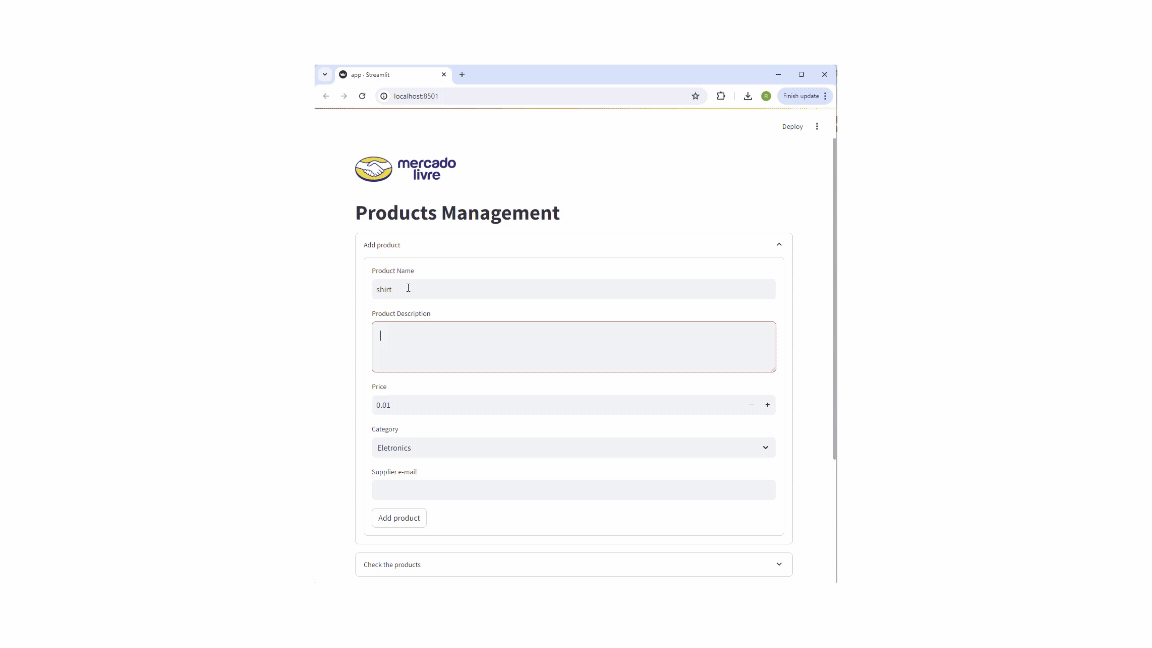 app · Streamlit
localhost:8501
Finish update
Deploy
mercado
livre
Products Management
Add product
Product Name
shirt
Product Description
Price
0.01
Category
Eletronics
Supplier e-mail
Add product
Check the products